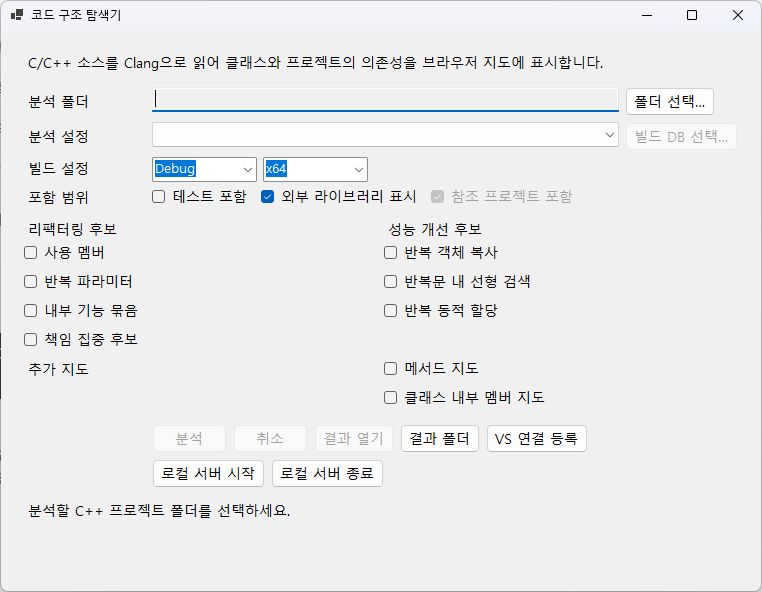 코드 구조 탐색기
C/C++ 소스를 Clang으로 읽어 클래스와 프로젝트의 의존성을 브라우저 지도에 표시합니다.
분석 폴더 폴더 선택...
분석 설정 빌드 DB 선택...
빌드 설정 Debug x64
포함 범위 테스트 포함 외부 라이브러리 표시 참조 프로젝트 포함
리팩터링 후보 성능 개선 후보
사용 멤버 반복 객체 복사
반복 파라미터 반복문 내 선형 검색
내부 기능 묶음 반복 동적 할당
책임 집중 후보
추가 지도 메서드 지도
클래스 내부 멤버 지도
분석 취소 결과 열기 결과 폴더 VS 연결 등록
로컬 서버 시작 로컬 서버 종료
분석할 C++ 프로젝트 폴더를 선택하세요.